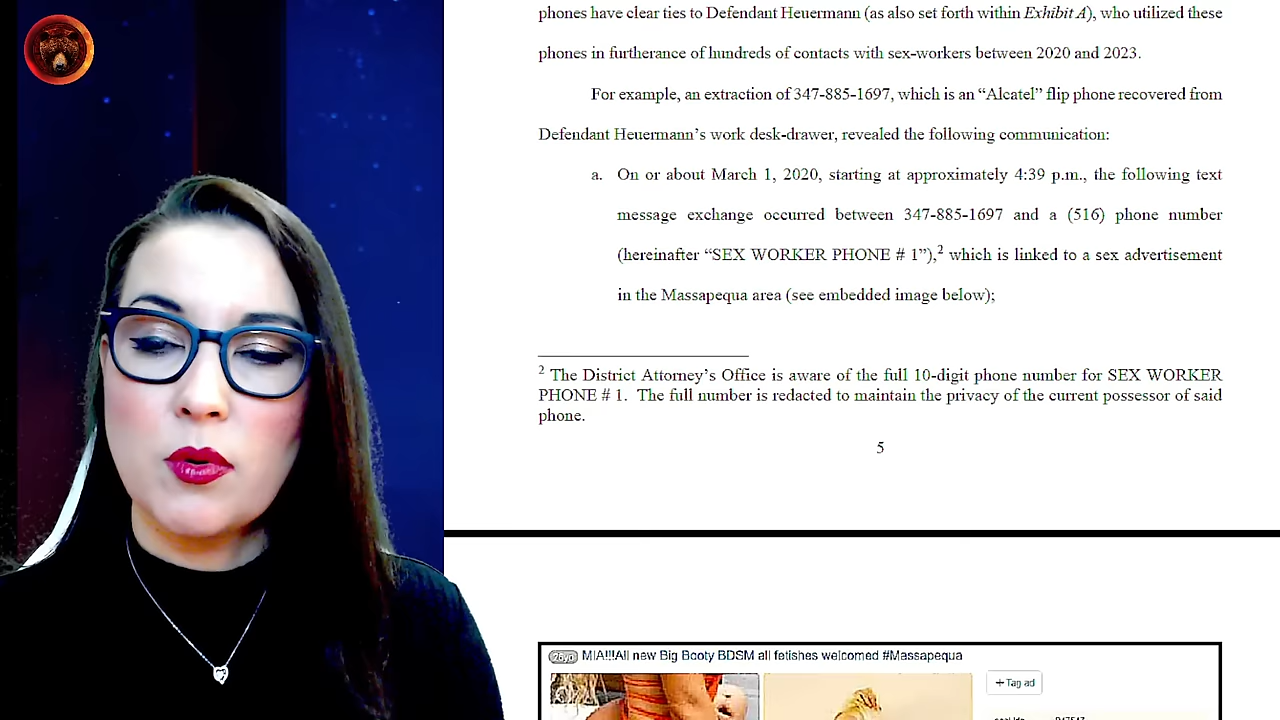 phones have clear ties to Defendant Heuermann (as also set forth within Exhibit A), who utilized these
phones in furtherance of hundreds of contacts with sex-workers between 2020 and 2023.
For example, an extraction of 347-885-1697, which is an “Alcatel” flip phone recovered from
Defendant Heuermann’s work desk-drawer, revealed the following communication:
a. On or about March 1, 2020, starting at approximately 4:39 p.m., the following text
message exchange occurred between 347-885-1697 and a (516) phone number
(hereinafter “SEX WORKER PHONE # 1”),2 which is linked to a sex advertisement
in the Massapequa area (see embedded image below);
2 The District Attorney’s Office is aware of the full 10-digit phone number for SEX WORKER
PHONE # 1. The full number is redacted to maintain the privacy of the current possessor of said
phone.
5
MIA!!!All new Big Booty BDSM all fetishes welcomed #Massapequa
+Tag ad